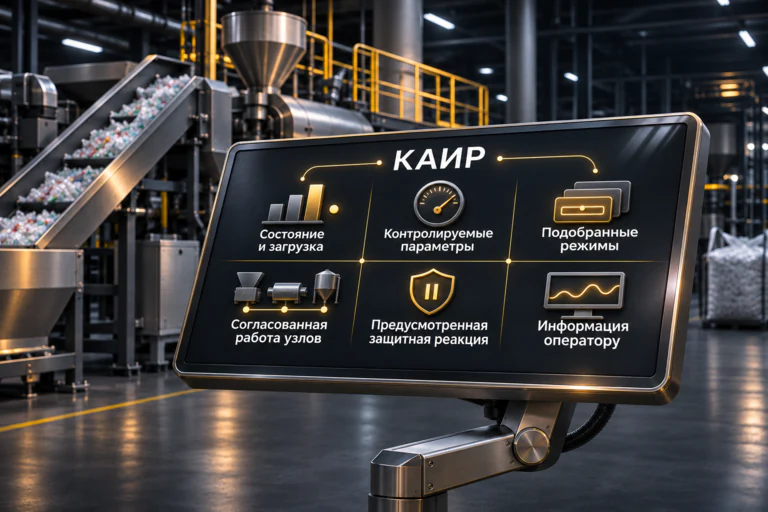 КАИР
Состояние
и загрузка
Контролируемые
параметры
Подобранные
режимы
Согласованная
работа узлов
Предусмотренная
защитная реакция
Информация
оператору